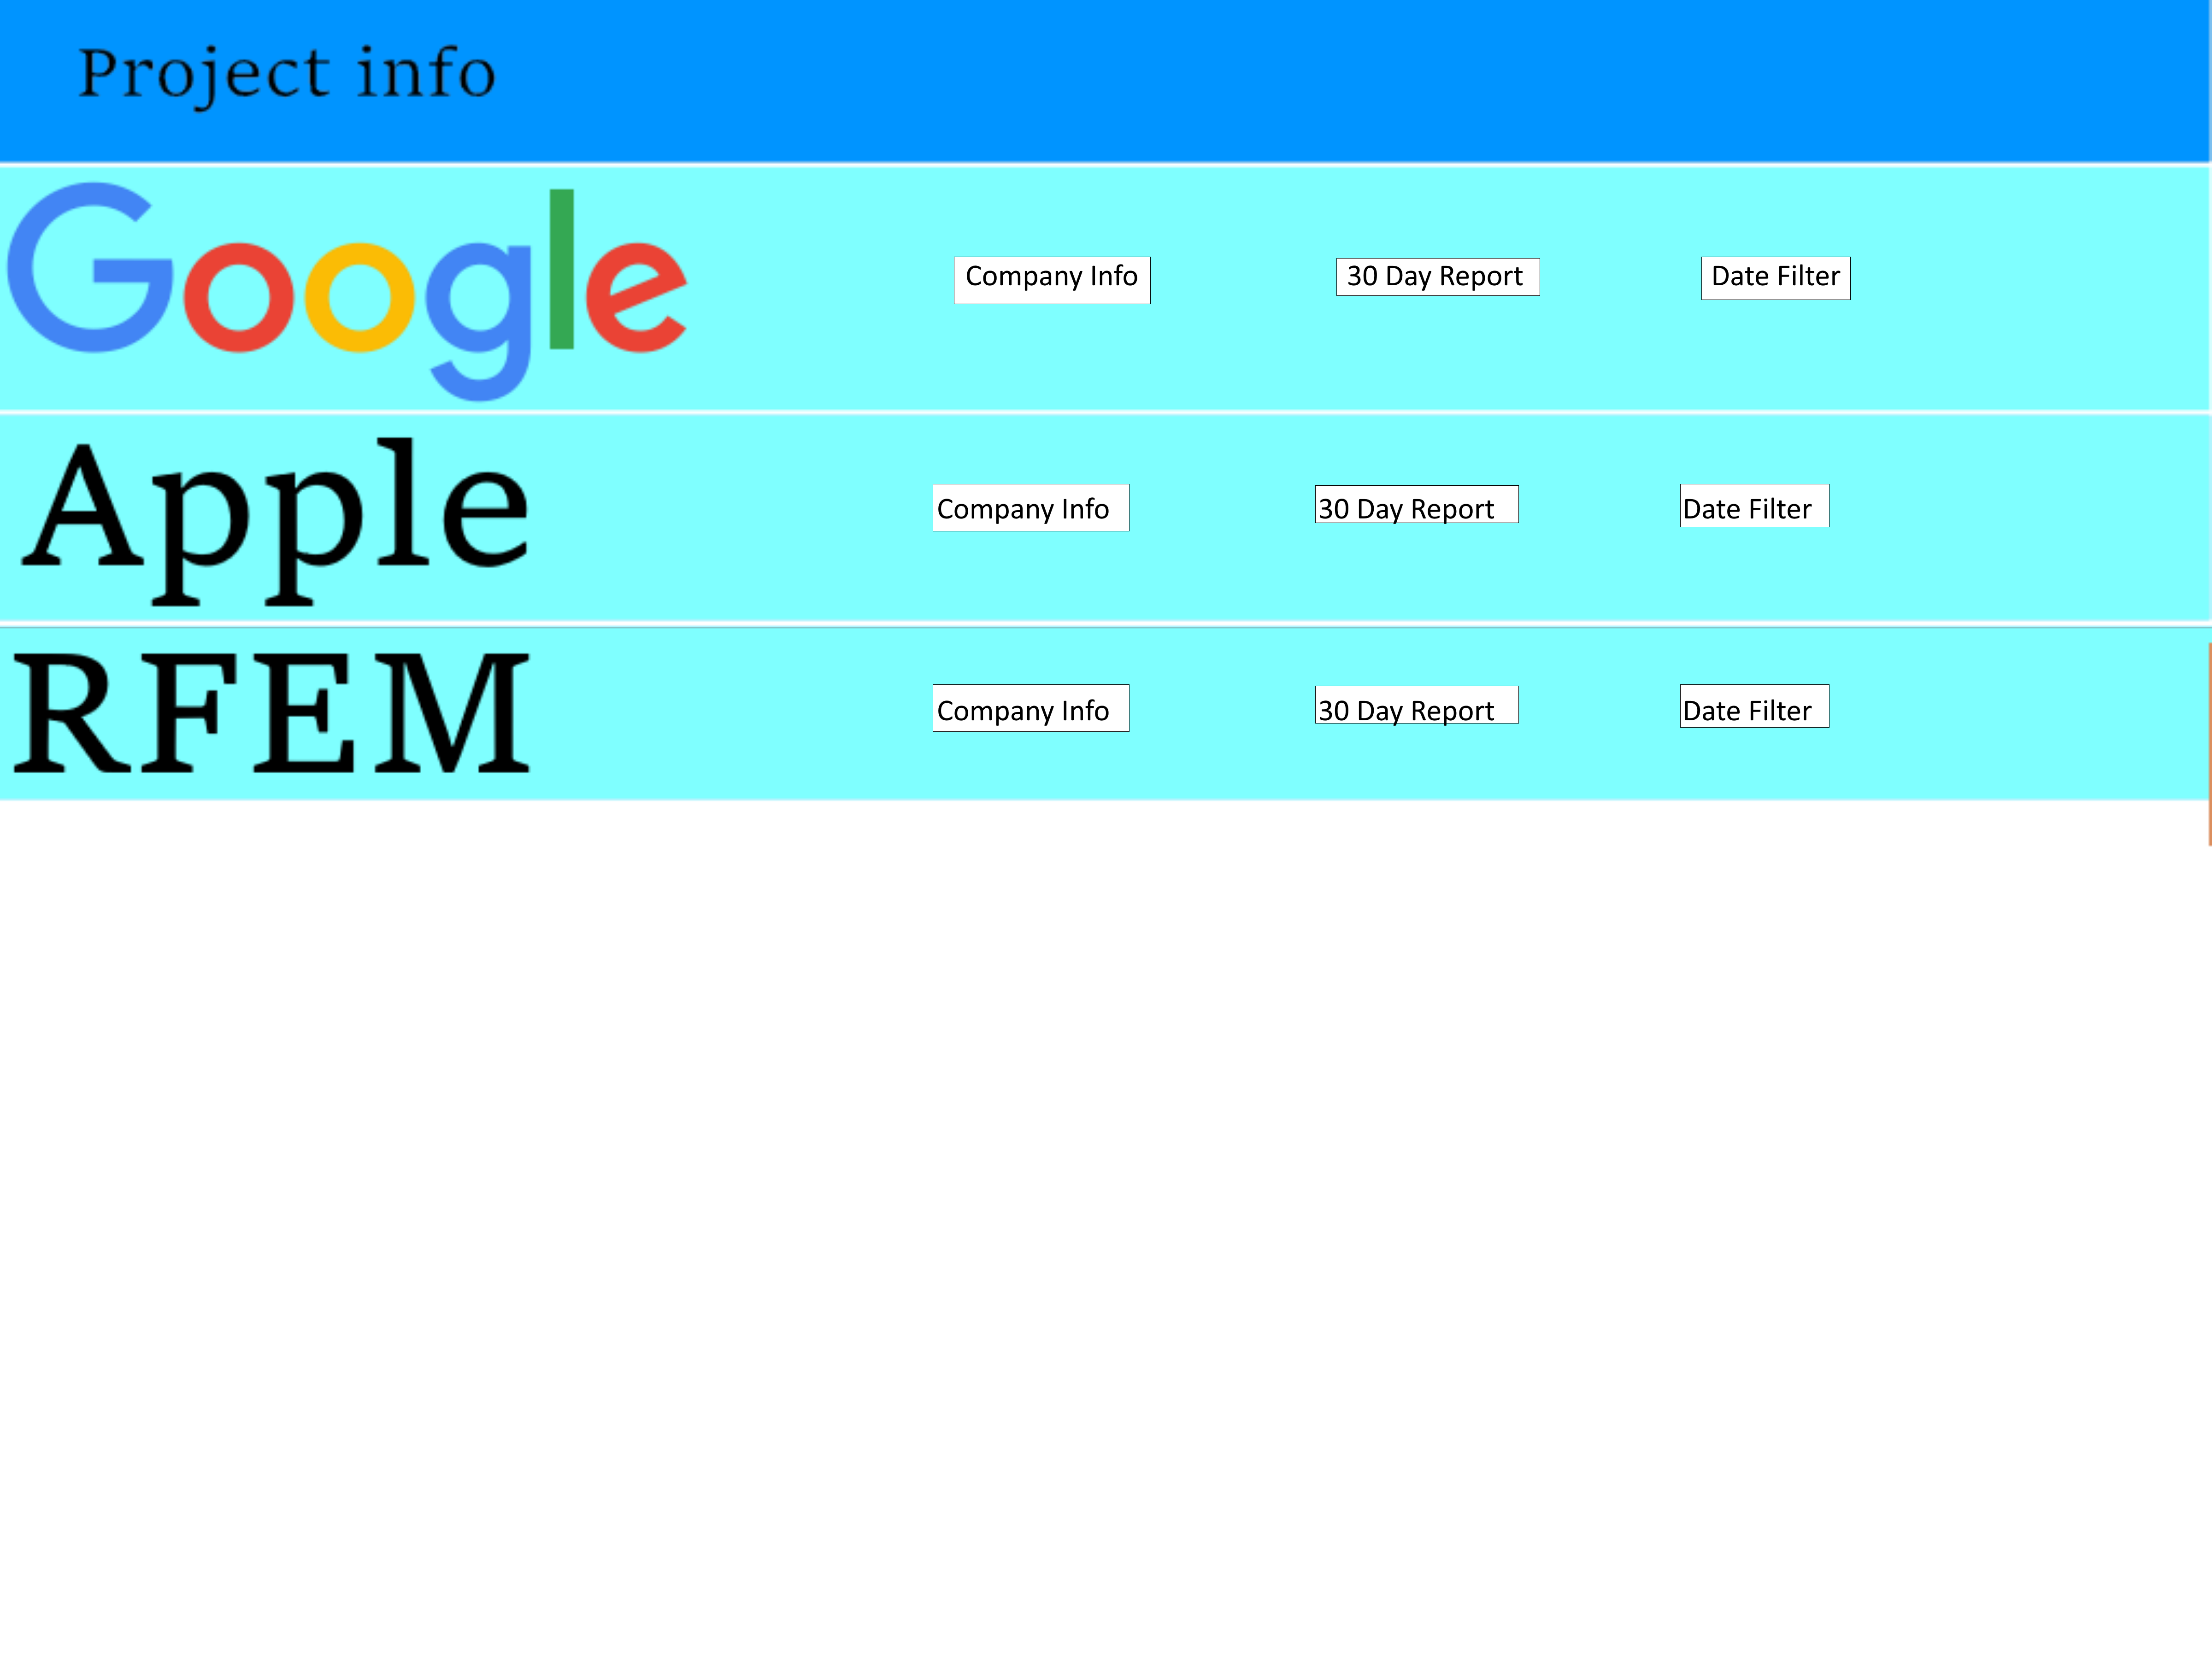 Project info
Google Company Info 30 Day Report Date Filter
Apple Company Info 30 Day Report Date Filter
RFEM Company Info 30 Day Report Date Filter